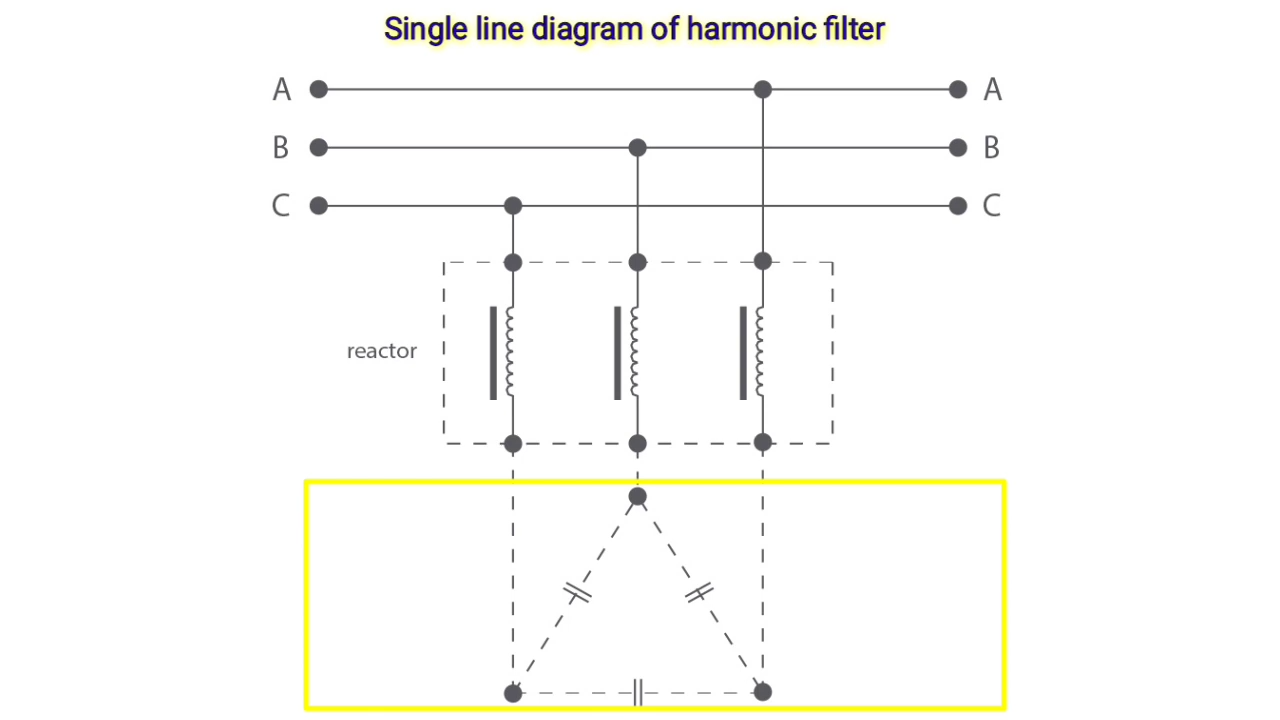 Single line diagram of harmonic filter
A A
B B
C C
reactor